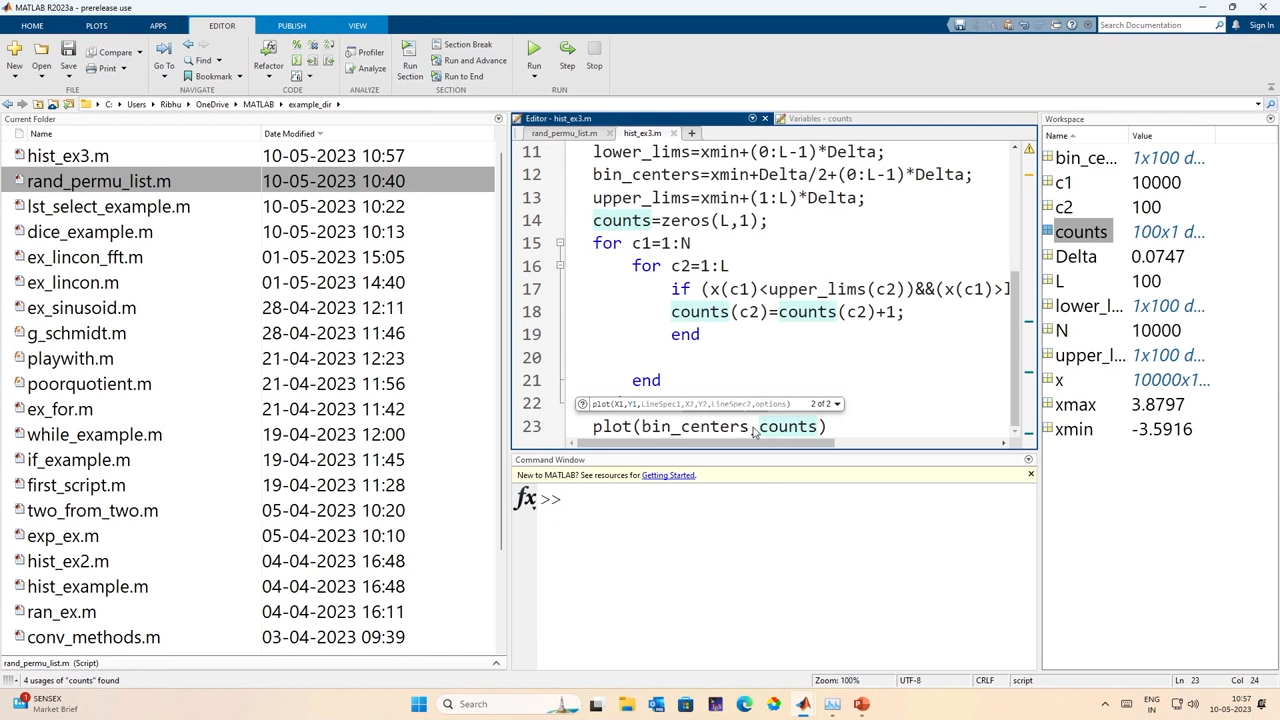 MATLAB R2023a - prerelease use
HOME PLOTS APPS EDITOR PUBLISH VIEW
Search Documentation
Sign In
New Open Save Compare Print Go To Find Bookmark Refactor Profiler Analyze Run Section Section Break Run and Advance Run to End Run Step Stop
FILE NAVIGATE CODE ANALYZE SECTION RUN
C: Users Ribhu OneDrive MATLAB example_dir
Current Folder
Name Date Modified
hist_ex3.m 10-05-2023 10:57
rand_permu_list.m 10-05-2023 10:40
lst_select_example.m 10-05-2023 10:22
dice_example.m 10-05-2023 10:13
ex_lincon_fft.m 01-05-2023 15:05
ex_lincon.m 01-05-2023 14:40
ex_sinusoid.m 28-04-2023 12:11
g_schmidt.m 28-04-2023 11:46
playwith.m 21-04-2023 12:23
poorquotient.m 21-04-2023 11:56
ex_for.m 21-04-2023 11:09
while_example.m 19-04-2023 12:00
if_example.m 19-04-2023 11:50
first_script.m 19-04-2023 11:28
two_from_two.m 05-04-2023 10:20
exp_ex.m 05-04-2023 10:10
hist_ex2.m 04-04-2023 16:48
hist_example.m 04-04-2023 16:48
ran_ex.m 04-04-2023 16:11
conv_methods.m 03-04-2023 09:39
rand_permu_list.m (Script)
Editor - hist_ex3.m
Variables - counts
rand_permu_list.m hist_ex3.m
11 lower_lims=xmin+(0:L-1)*Delta;
12 bin_centers=xmin+Delta/2+(0:L-1)*Delta;
13 upper_lims=xmin+(1:L)*Delta;
14 counts=zeros(L,1);
15 for c1=1:N
16 for c2=1:L
17 if (x(c1)<upper_lims(c2))&&(x(c1)>l
18 counts(c2)=counts(c2)+1;
19 end
20
21 end
22
plot(X1,Y1,LineSpec1,X2,Y2,LineSpec2,options) 2 of 2
23 plot(bin_centers,counts)
Command Window
New to MATLAB? See resources for Getting Started.
fx >>
Workspace
Name Value
bin_ce... 1x100 d...
c1 10000
c2 100
counts 100x1 d...
Delta 0.0747
L 100
lower_l... 1x100 d...
N 10000
upper_l... 1x100 d...
x 10000x1...
xmax 3.8797
xmin -3.5916
4 usages of "counts" found
Zoom: 100% UTF-8 CRLF script Ln 23 Col 24
SENSEX
Market Brief
Search
ENG
IN
10:57
10-05-2023